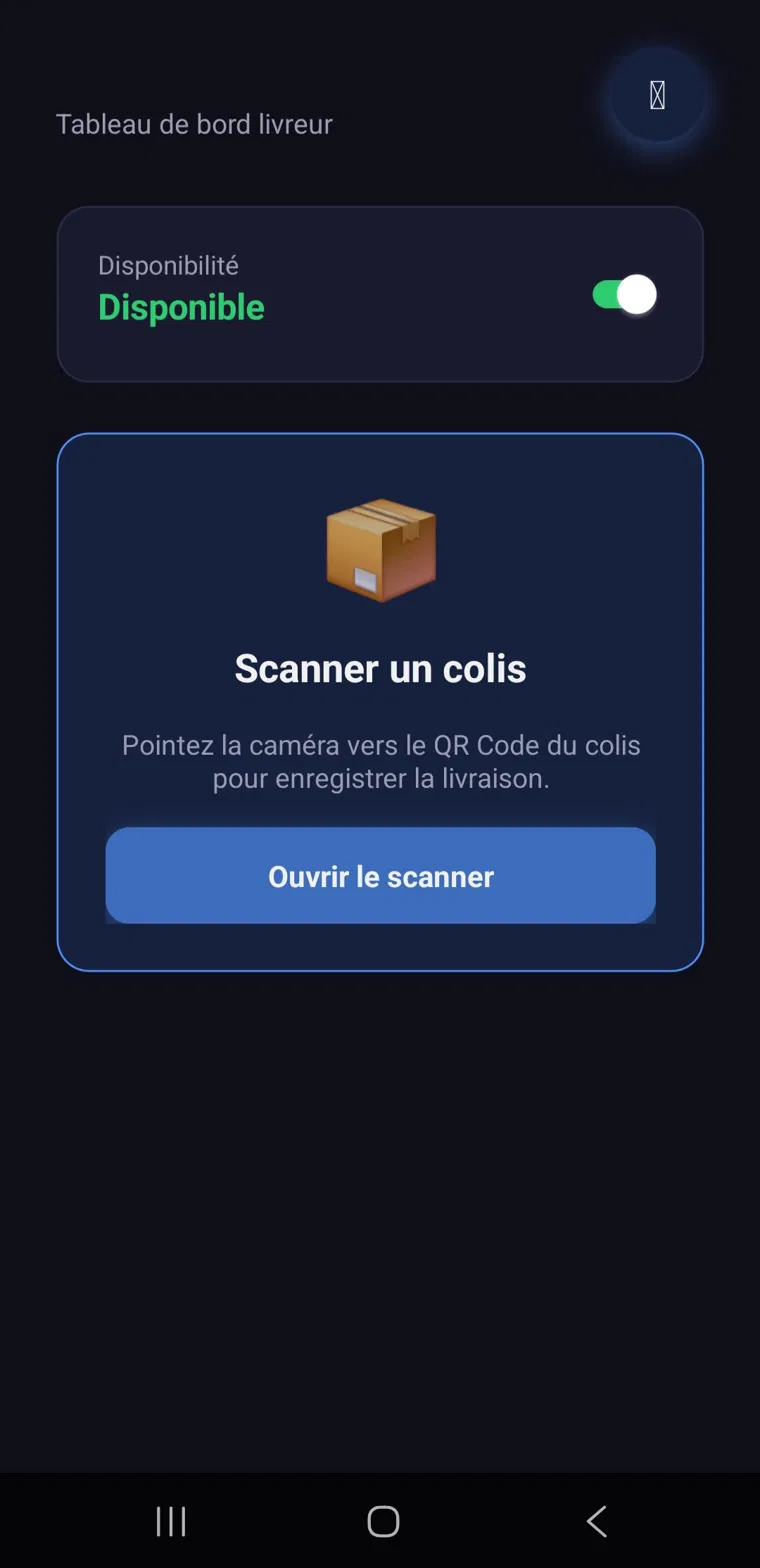 Tableau de bord livreur
Disponibilité
Disponible
Scanner un colis
Pointez la caméra vers le QR Code du colis
pour enregistrer la livraison.
Ouvrir le scanner